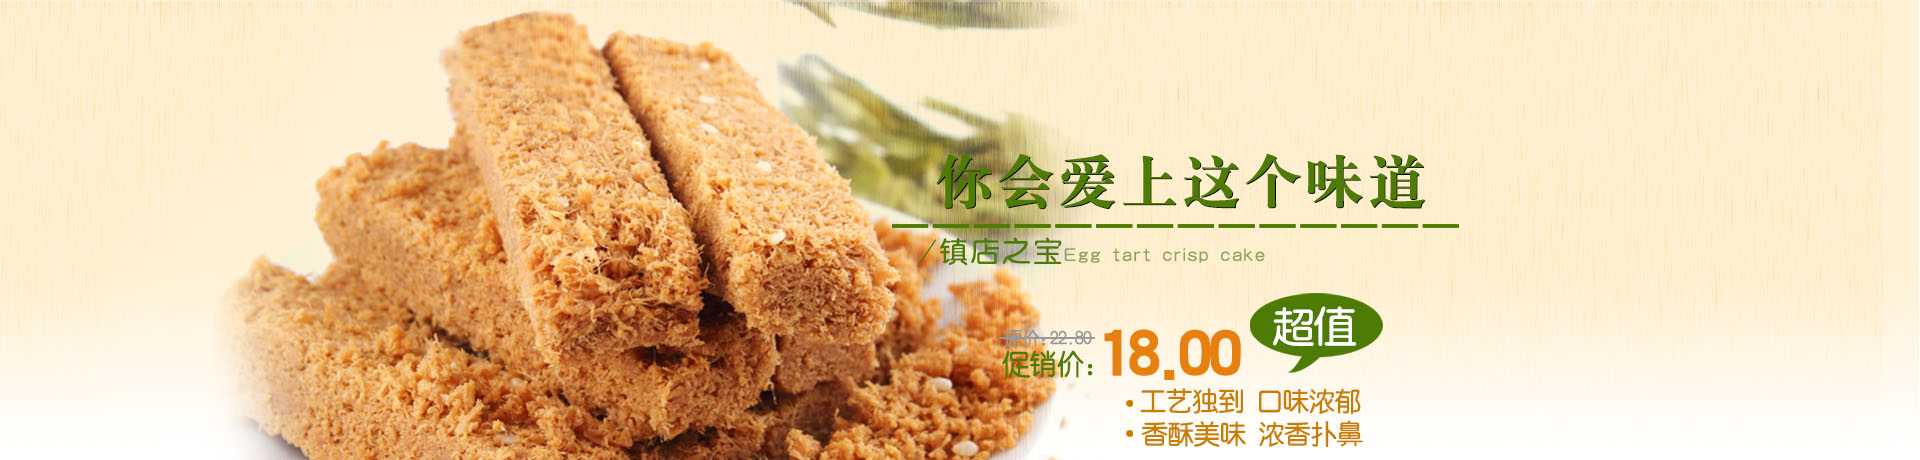 你会爱上这个味道
/镇店之宝Egg tart crisp cake
原价:22.80
促销价:18.00
超值
·工艺独到 口味浓郁
·香酥美味 浓香扑鼻